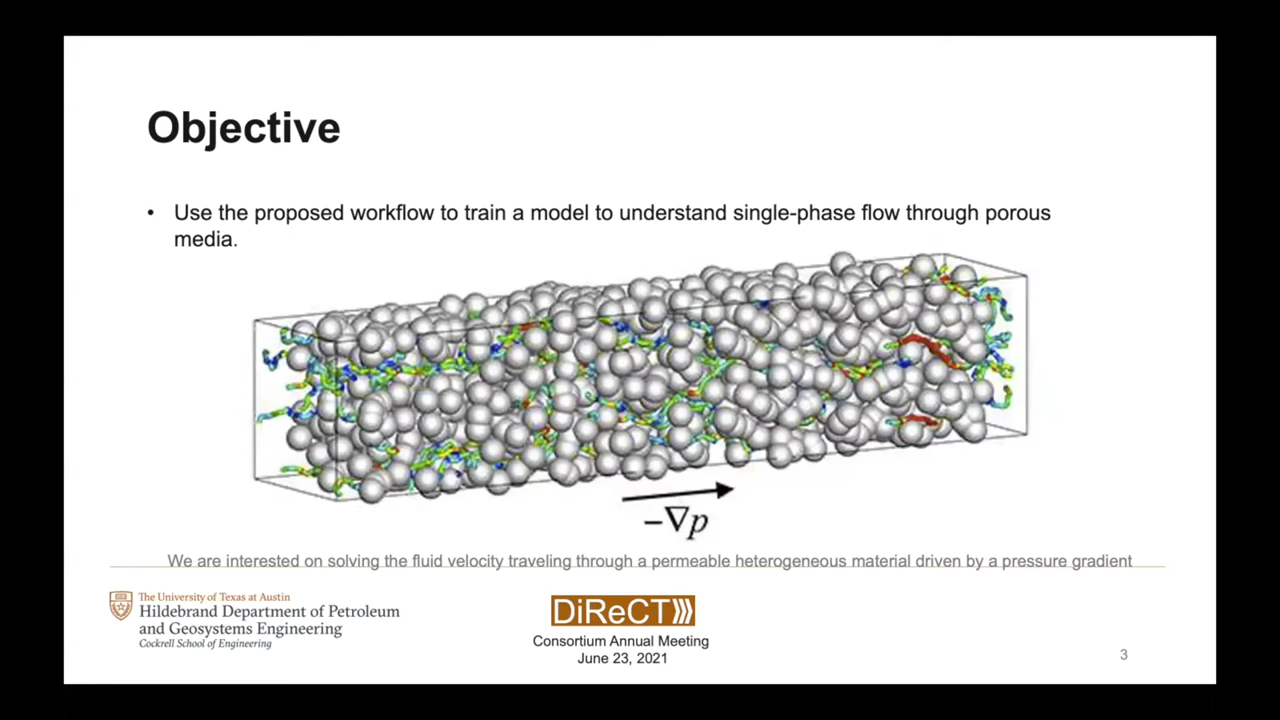 Objective
• Use the proposed workflow to train a model to understand single-phase flow through porous
media.
−∇p
We are interested on solving the fluid velocity traveling through a permeable heterogeneous material driven by a pressure gradient
The University of Texas at Austin
Hildebrand Department of Petroleum
and Geosystems Engineering
Cockrell School of Engineering
DiReCT
Consortium Annual Meeting
June 23, 2021
3